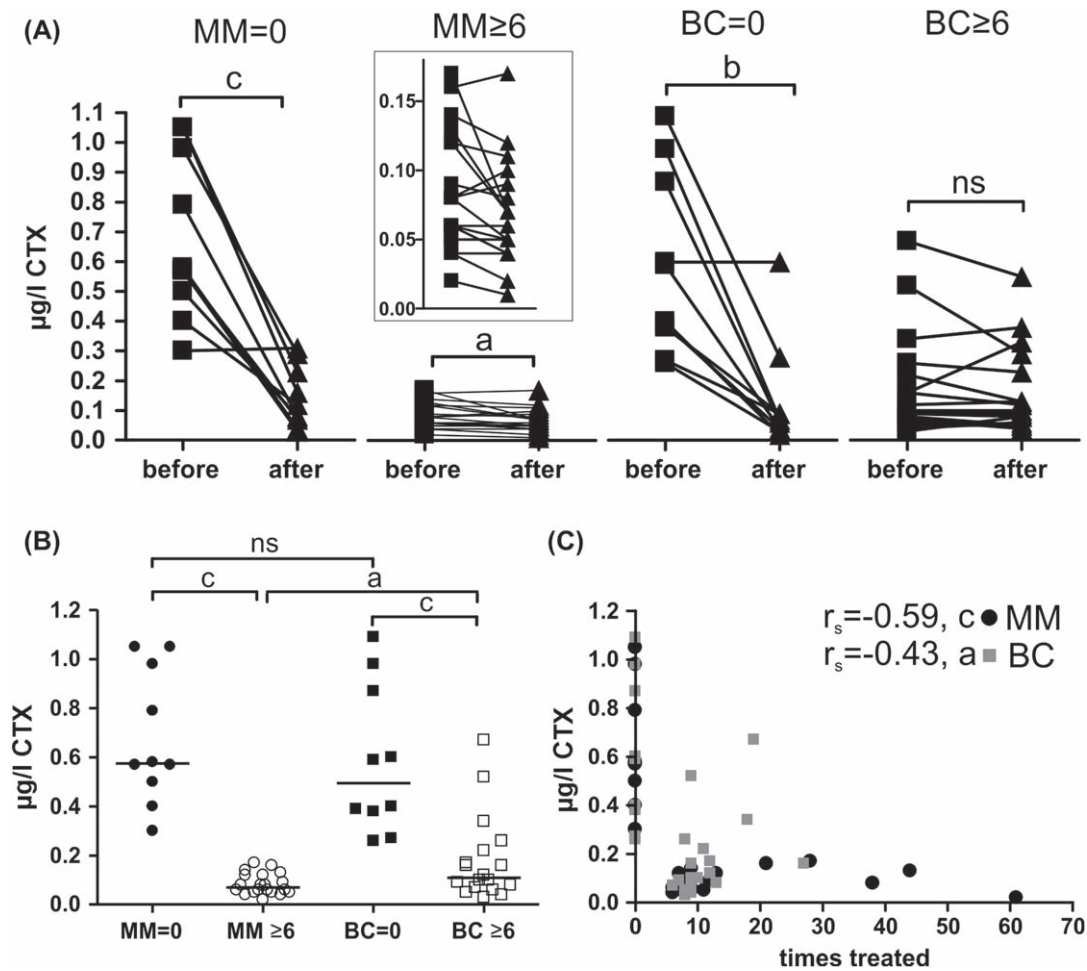 (A) MM=0 MM≥6 BC=0 BC≥6
c
b
ns
a
µg/l CTX
1.1
1.0
0.9
0.8
0.7
0.6
0.5
0.4
0.3
0.2
0.1
0.0
0.15
0.10
0.05
0.00
before after before after before after before after
(B)
ns
c a
c
µg/l CTX
1.2
1.0
0.8
0.6
0.4
0.2
0.0
MM=0 MM ≥6 BC=0 BC ≥6
(C)
rs=-0.59, c MM
rs=-0.43, a BC
µg/l CTX
1.2
1.0
0.8
0.6
0.4
0.2
0.0
0 10 20 30 40 50 60 70
times treated